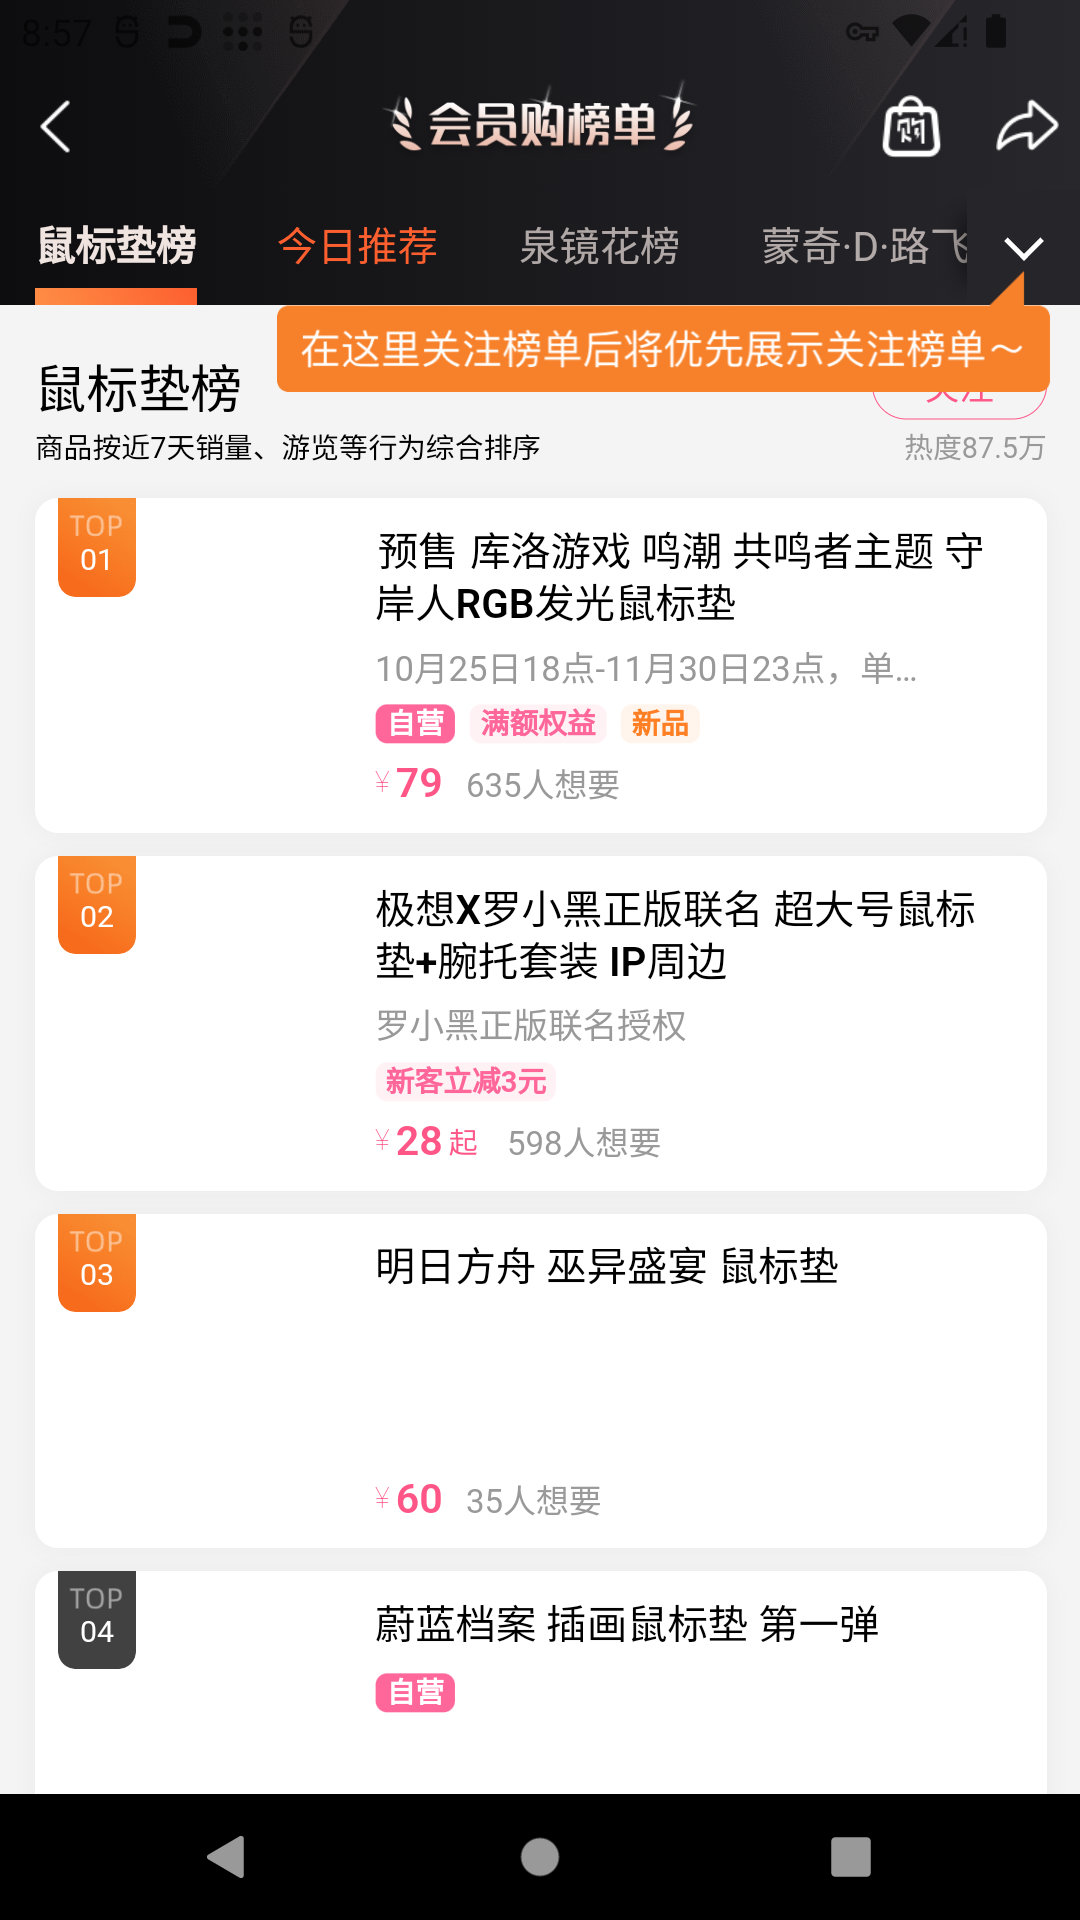 8:57
会员购榜单
鼠标垫榜 今日推荐 泉镜花榜 蒙奇·D·路飞
在这里关注榜单后将优先展示关注榜单～
鼠标垫榜
关注
商品按近7天销量、游览等行为综合排序
热度87.5万
TOP
01
预售 库洛游戏 鸣潮 共鸣者主题 守
岸人RGB发光鼠标垫
10月25日18点-11月30日23点，单...
自营 满额权益 新品
¥79 635人想要
TOP
02
极想X罗小黑正版联名 超大号鼠标
垫+腕托套装 IP周边
罗小黑正版联名授权
新客立减3元
¥28起 598人想要
TOP
03
明日方舟 巫异盛宴 鼠标垫
¥60 35人想要
TOP
04
蔚蓝档案 插画鼠标垫 第一弹
自营